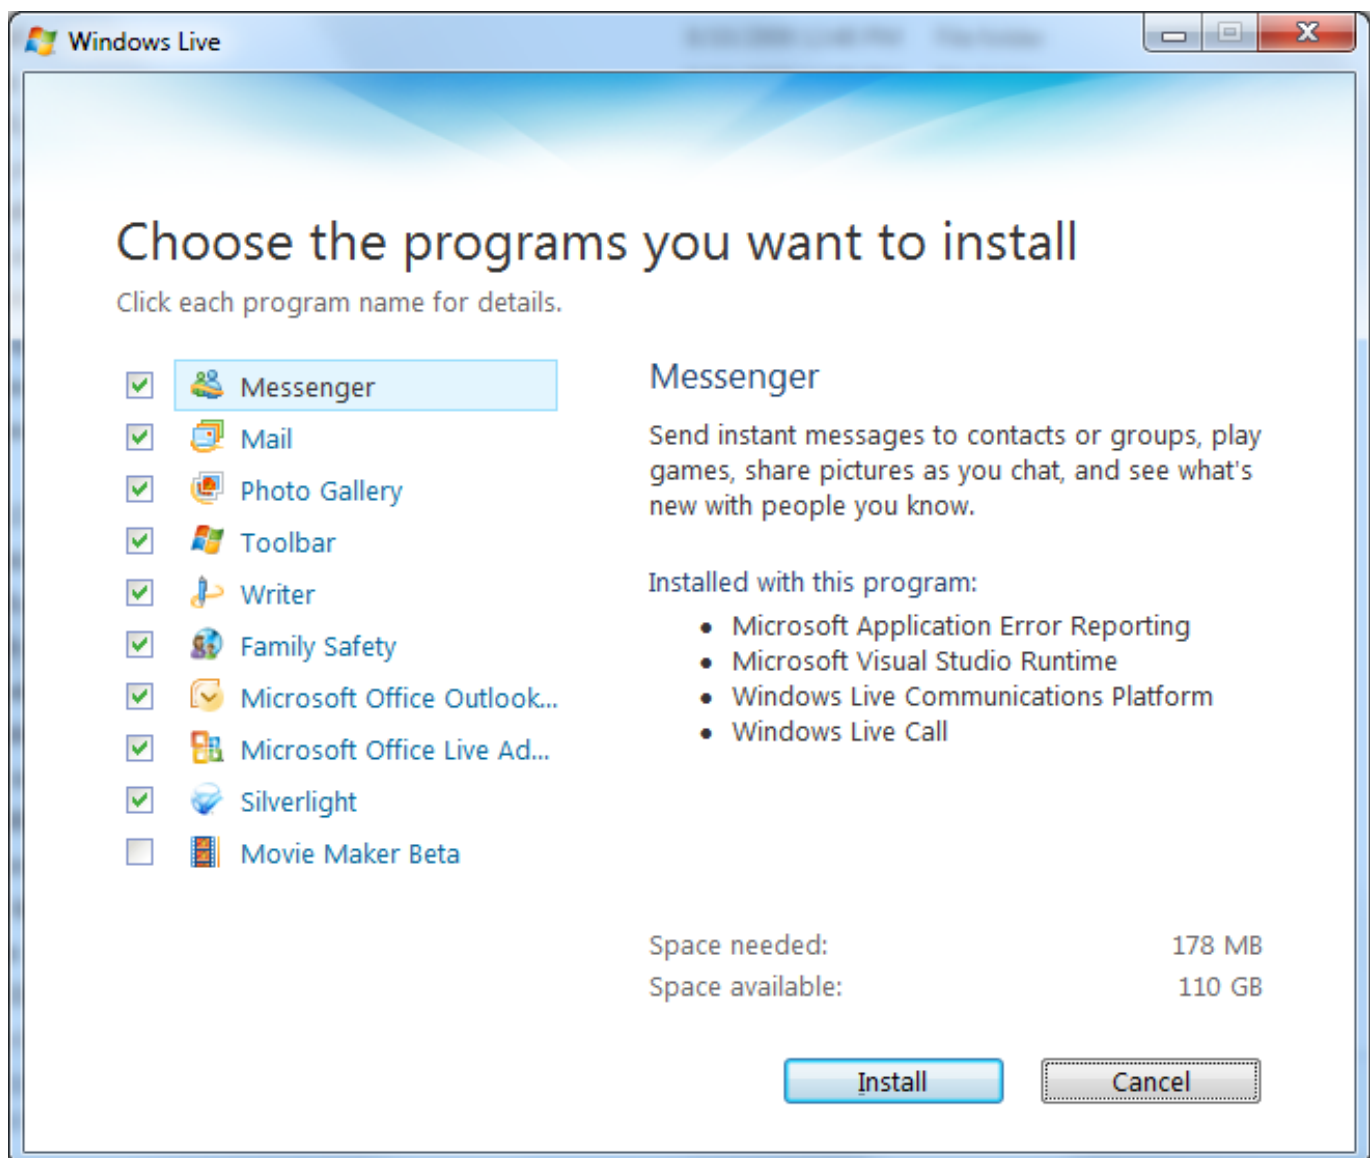 Windows Live
Choose the programs you want to install
Click each program name for details.
Messenger
Mail
Photo Gallery
Toolbar
Writer
Family Safety
Microsoft Office Outlook...
Microsoft Office Live Ad...
Silverlight
Movie Maker Beta
Messenger
Send instant messages to contacts or groups, play
games, share pictures as you chat, and see what's
new with people you know.
Installed with this program:
• Microsoft Application Error Reporting
• Microsoft Visual Studio Runtime
• Windows Live Communications Platform
• Windows Live Call
Space needed: 178 MB
Space available: 110 GB
Install Cancel